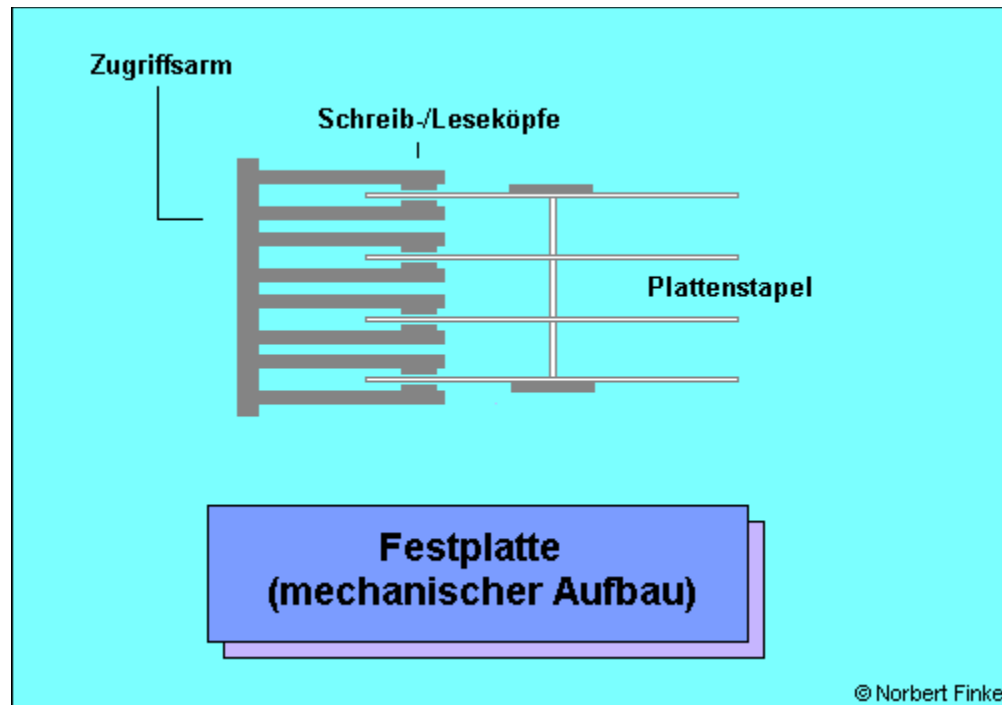 Zugriffsarm
Schreib-/Leseköpfe
Plattenstapel
Festplatte
(mechanischer Aufbau)
© Norbert Finke